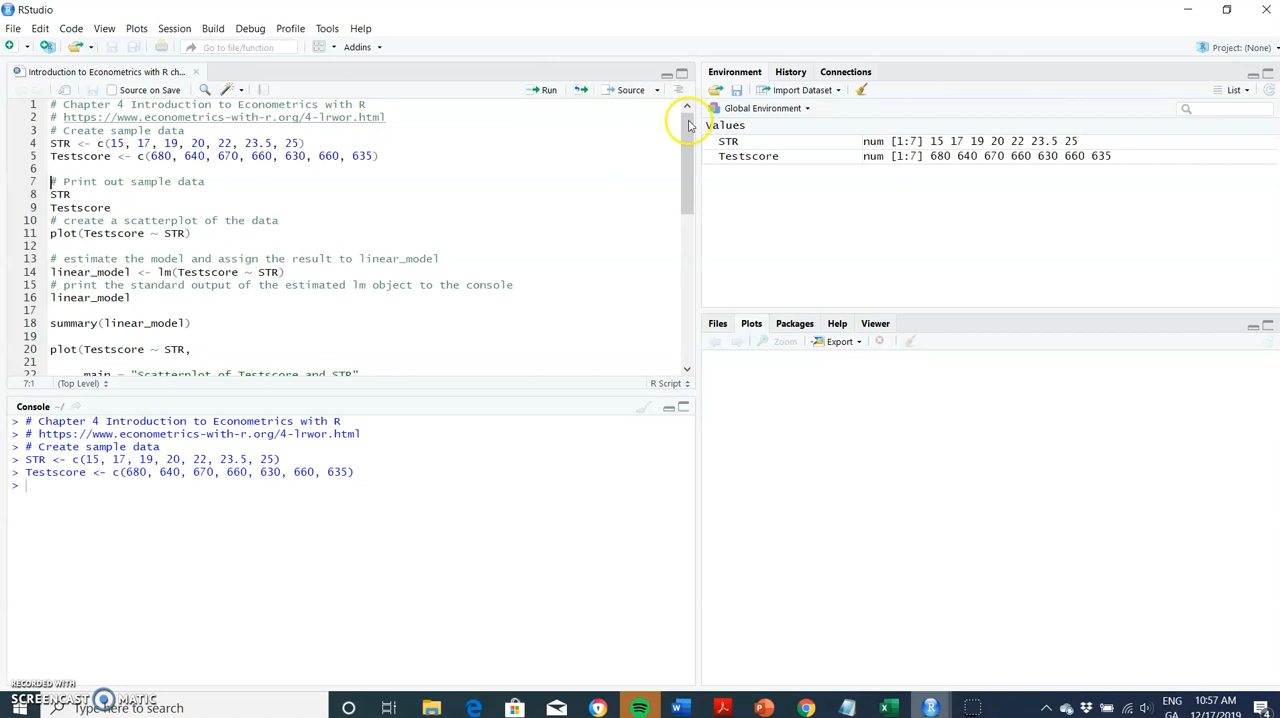 RStudio
File Edit Code View Plots Session Build Debug Profile Tools Help
Go to file/function Addins Project: (None)
Introduction to Econometrics with R ch...
Source on Save Run Source
1 # Chapter 4 Introduction to Econometrics with R
2 # https://www.econometrics-with-r.org/4-lrwor.html
3 # Create sample data
4 STR <- c(15, 17, 19, 20, 22, 23.5, 25)
5 Testscore <- c(680, 640, 670, 660, 630, 660, 635)
6
7 # Print out sample data
8 STR
9 Testscore
10 # create a scatterplot of the data
11 plot(Testscore ~ STR)
12
13 # estimate the model and assign the result to linear_model
14 linear_model <- lm(Testscore ~ STR)
15 # print the standard output of the estimated lm object to the console
16 linear_model
17
18 summary(linear_model)
19
20 plot(Testscore ~ STR,
21
22 main = "Scatterplot of Testscore and STR"
7:1 (Top Level) R Script
Console ~/
> # Chapter 4 Introduction to Econometrics with R
> # https://www.econometrics-with-r.org/4-lrwor.html
> # Create sample data
> STR <- c(15, 17, 19, 20, 22, 23.5, 25)
> Testscore <- c(680, 640, 670, 660, 630, 660, 635)
>
Environment History Connections
Import Dataset List
Global Environment
Values
STR num [1:7] 15 17 19 20 22 23.5 25
Testscore num [1:7] 680 640 670 660 630 660 635
Files Plots Packages Help Viewer
Zoom Export
RECORDED WITH
SCREENCAST MATIC
Type here to search
ENG
GA
10:57 AM
12/17/2019